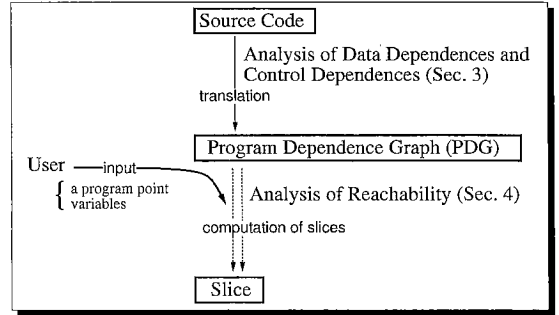 Source Code
Analysis of Data Dependences and
Control Dependences (Sec. 3)
translation
Program Dependence Graph (PDG)
User
input
{ a program point
variables
Analysis of Reachability (Sec. 4)
computation of slices
Slice